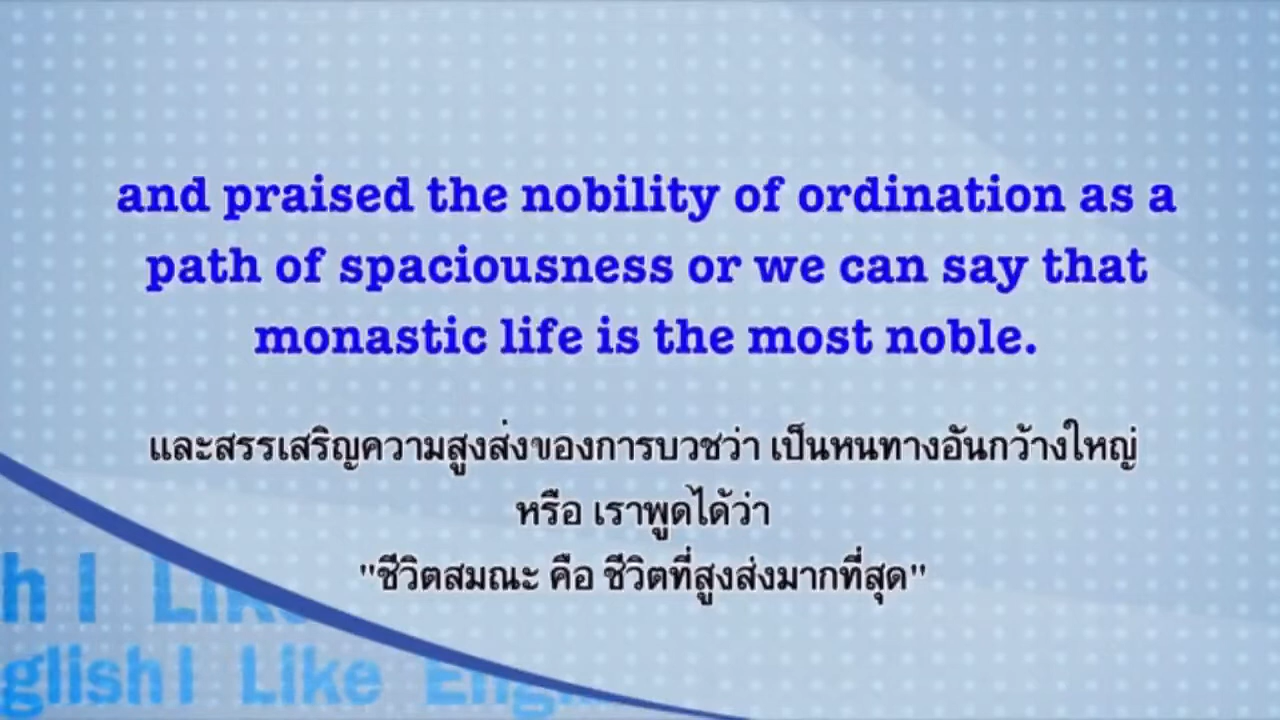 and praised the nobility of ordination as a
path of spaciousness or we can say that
monastic life is the most noble.
และสรรเสริญความสูงส่งของการบวชว่า เป็นหนทางอันกว้างใหญ่
หรือ เราพูดได้ว่า
"ชีวิตสมณะ คือ ชีวิตที่สูงส่งมากที่สุด"
h I Like
glish I Like Eng